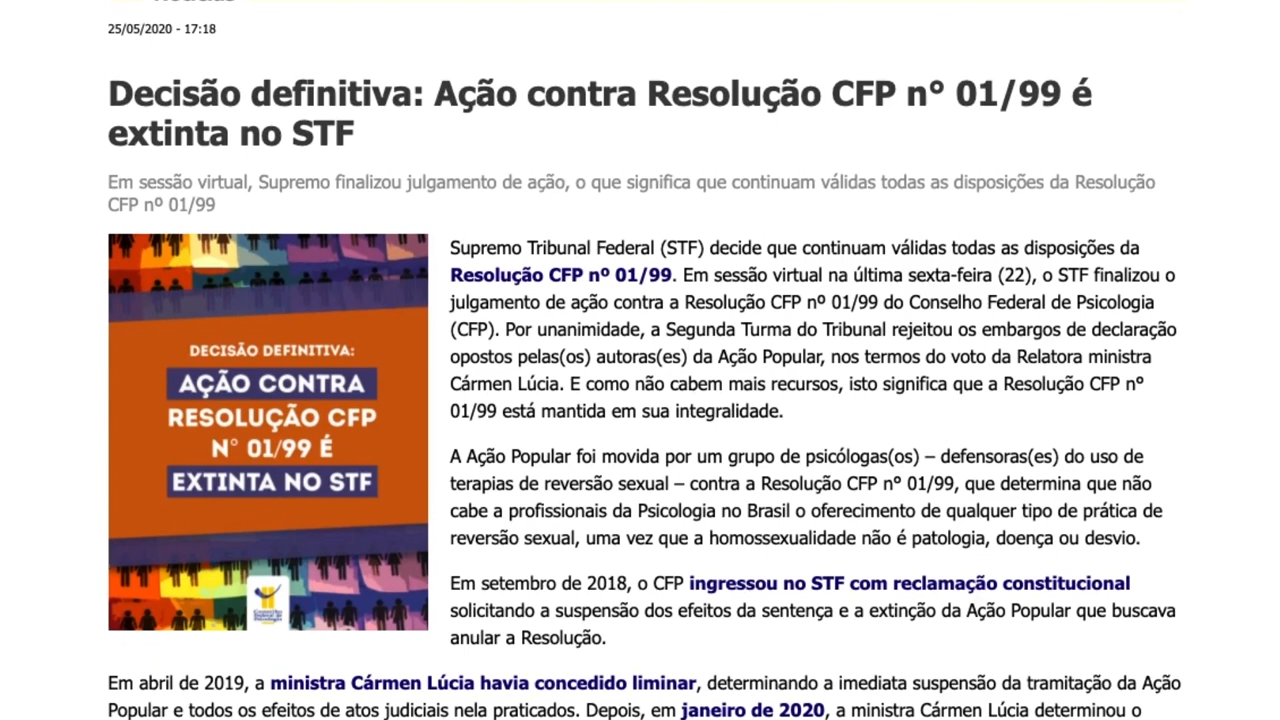 25/05/2020 - 17:18
Decisão definitiva: Ação contra Resolução CFP n° 01/99 é
extinta no STF
Em sessão virtual, Supremo finalizou julgamento de ação, o que significa que continuam válidas todas as disposições da Resolução
CFP nº 01/99
DECISÃO DEFINITIVA:
AÇÃO CONTRA
RESOLUÇÃO CFP
N° 01/99 É
EXTINTA NO STF
Conselho
Federal de
Psicologia
Supremo Tribunal Federal (STF) decide que continuam válidas todas as disposições da
Resolução CFP nº 01/99. Em sessão virtual na última sexta-feira (22), o STF finalizou o
julgamento de ação contra a Resolução CFP nº 01/99 do Conselho Federal de Psicologia
(CFP). Por unanimidade, a Segunda Turma do Tribunal rejeitou os embargos de declaração
opostos pelas(os) autoras(es) da Ação Popular, nos termos do voto da Relatora ministra
Cármen Lúcia. E como não cabem mais recursos, isto significa que a Resolução CFP n°
01/99 está mantida em sua integralidade.
A Ação Popular foi movida por um grupo de psicólogas(os) – defensoras(es) do uso de
terapias de reversão sexual – contra a Resolução CFP n° 01/99, que determina que não
cabe a profissionais da Psicologia no Brasil o oferecimento de qualquer tipo de prática de
reversão sexual, uma vez que a homossexualidade não é patologia, doença ou desvio.
Em setembro de 2018, o CFP ingressou no STF com reclamação constitucional
solicitando a suspensão dos efeitos da sentença e a extinção da Ação Popular que buscava
anular a Resolução.
Em abril de 2019, a ministra Cármen Lúcia havia concedido liminar, determinando a imediata suspensão da tramitação da Ação
Popular e todos os efeitos de atos judiciais nela praticados. Depois, em janeiro de 2020, a ministra Cármen Lúcia determinou o